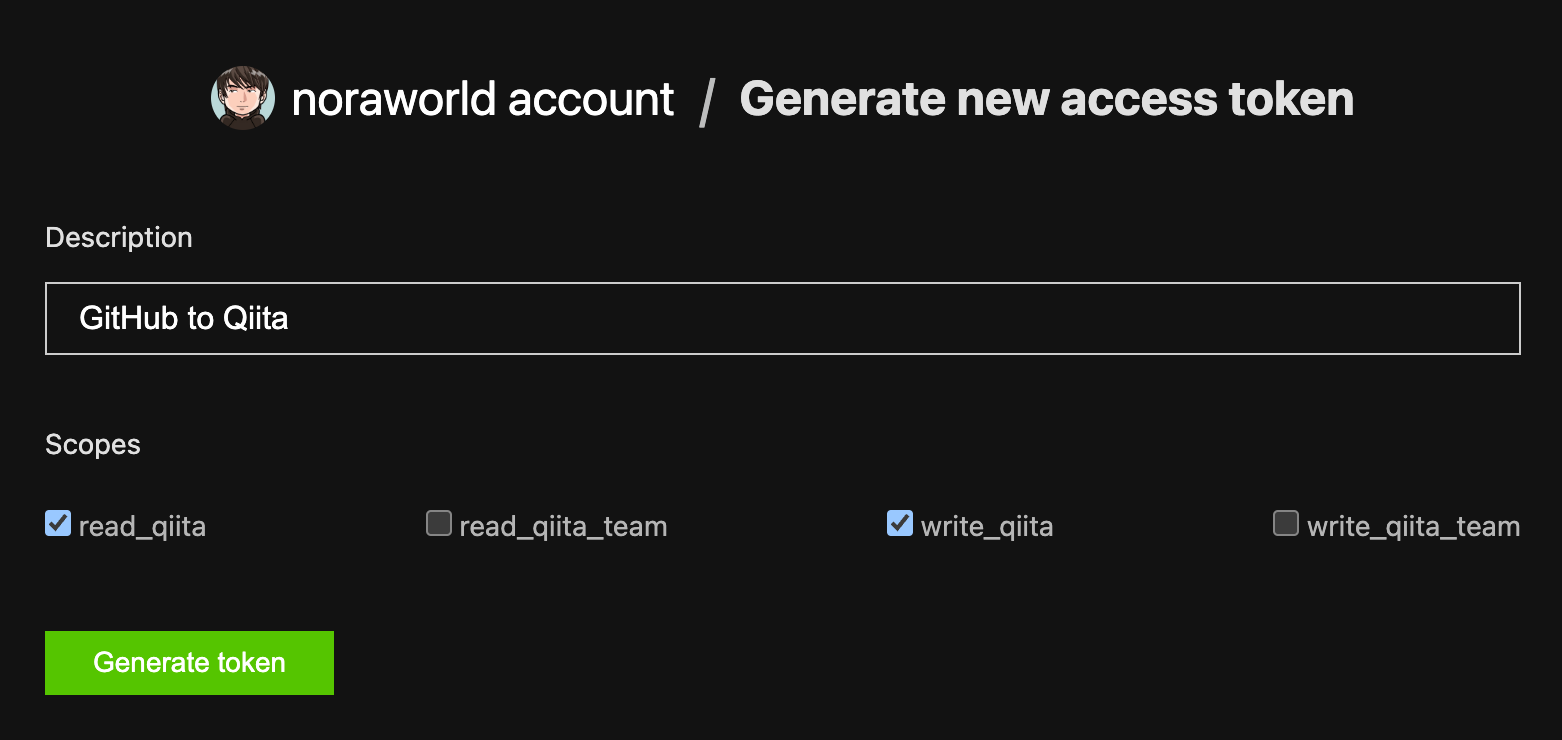 noraworld account / Generate new access token
Description
GitHub to Qiita
Scopes
read_qiita read_qiita_team write_qiita write_qiita_team
Generate token